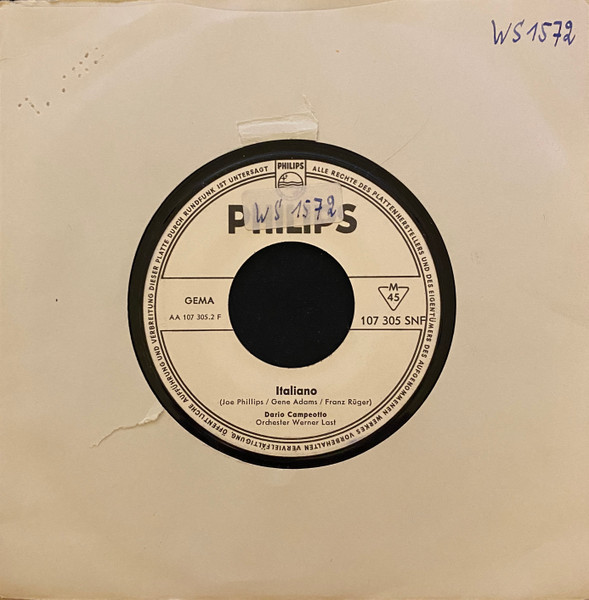 WS 1572
PHILIPS
ALLE RECHTE DES PLATTENHERSTELLERS UND DES EIGENTÜMERS DES AUFGENOMMENEN WERKES VORBEHALTEN VERVIELFÄLTIGUNG, ÖFFENTLICHE AUFFÜHRUNG UND VERBREITUNG DIESER PLATTE DURCH RUNDFUNK IST UNTERSAGT
PHILIPS
WS 1572
GEMA
M
45
AA 107 305.2 F
107 305 SNF
Italiano
(Joe Phillips / Gene Adams / Franz Rüger)
Dario Campeotto
Orchester Werner Last